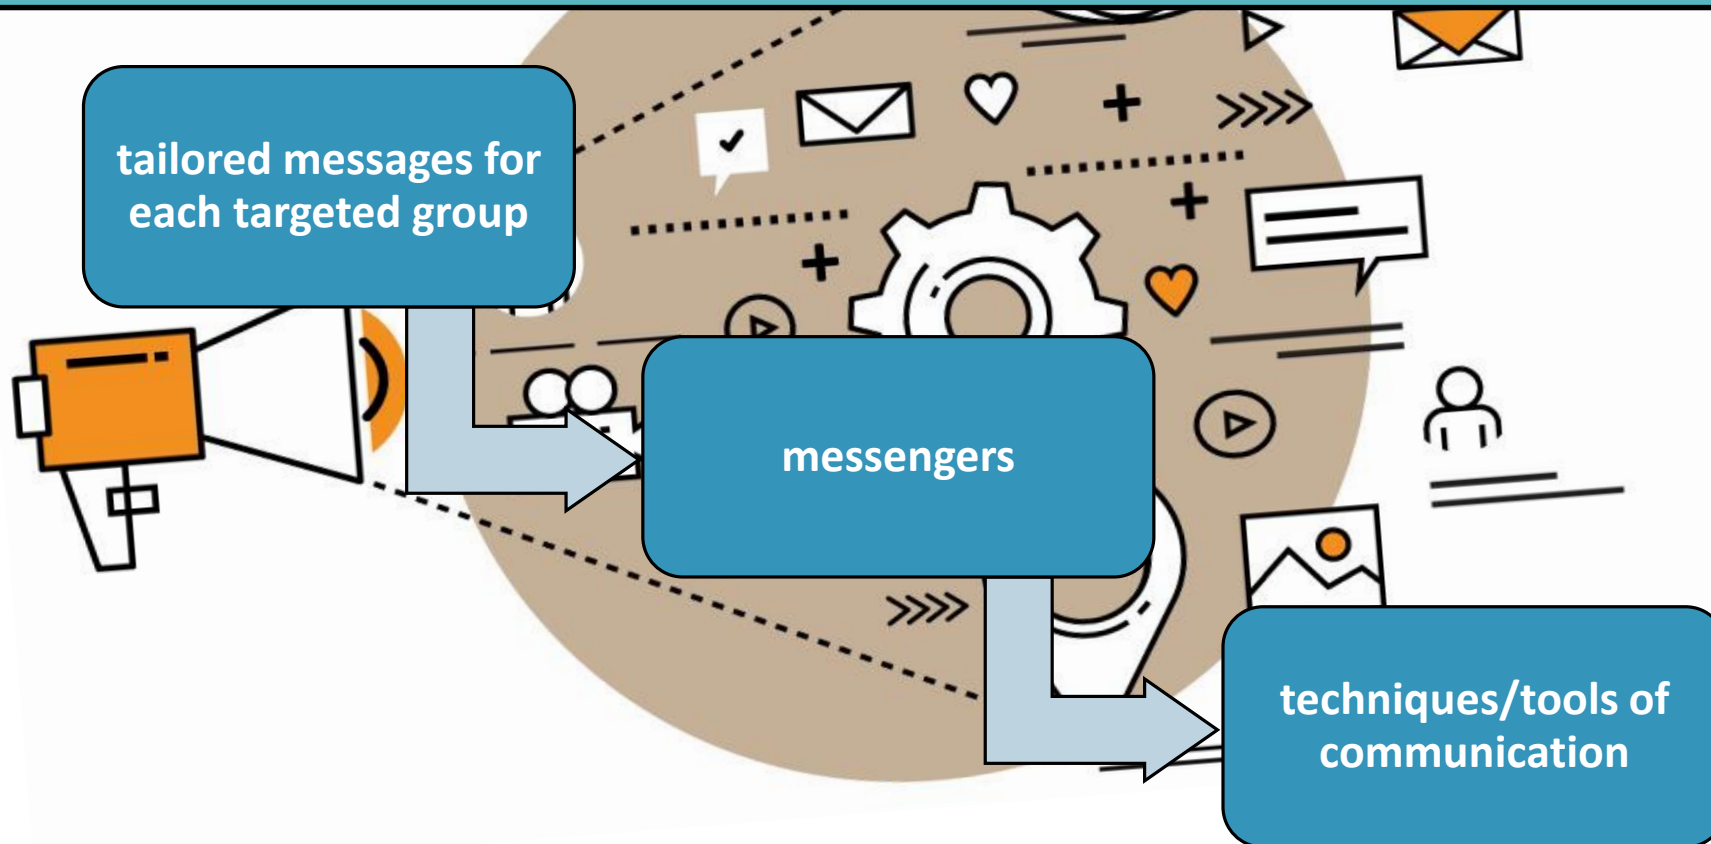 tailored messages for
each targeted group
messengers
techniques/tools of
communication